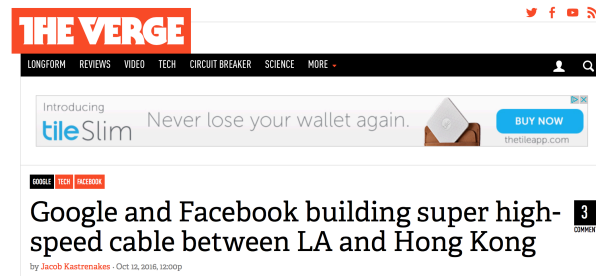 THE VERGE
LONGFORM REVIEWS VIDEO TECH CIRCUIT BREAKER SCIENCE MORE
Introducing
tileSlim
Never lose your wallet again.
BUY NOW
thetileapp.com
GOOGLE TECH FACEBOOK
Google and Facebook building super high-
speed cable between LA and Hong Kong
3
COMMENT
by Jacob Kastrenakes · Oct 12, 2016, 12:00p